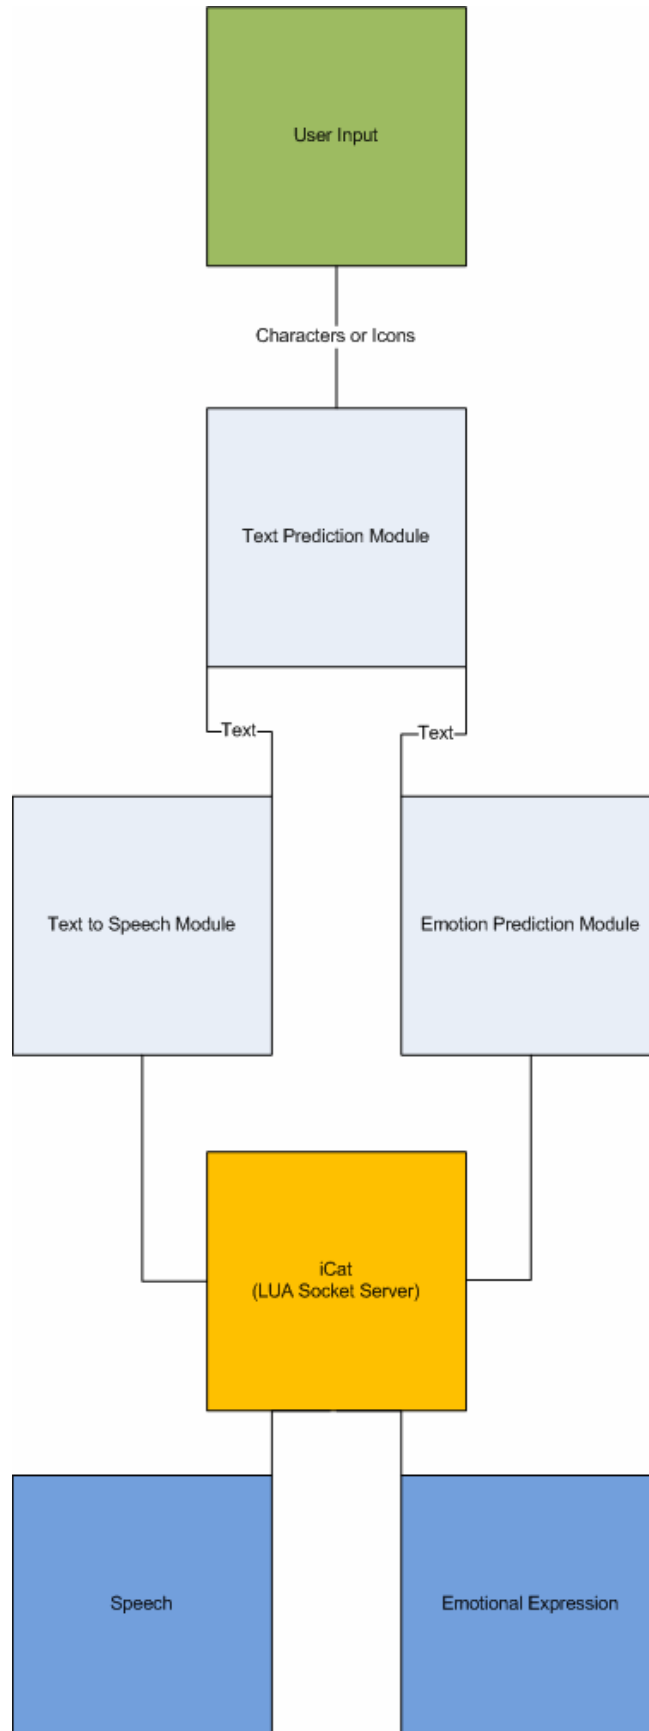 User Input
Characters or Icons
Text Prediction Module
Text
Text
Text to Speech Module
Emotion Prediction Module
iCat
(LUA Socket Server)
Speech
Emotional Expression